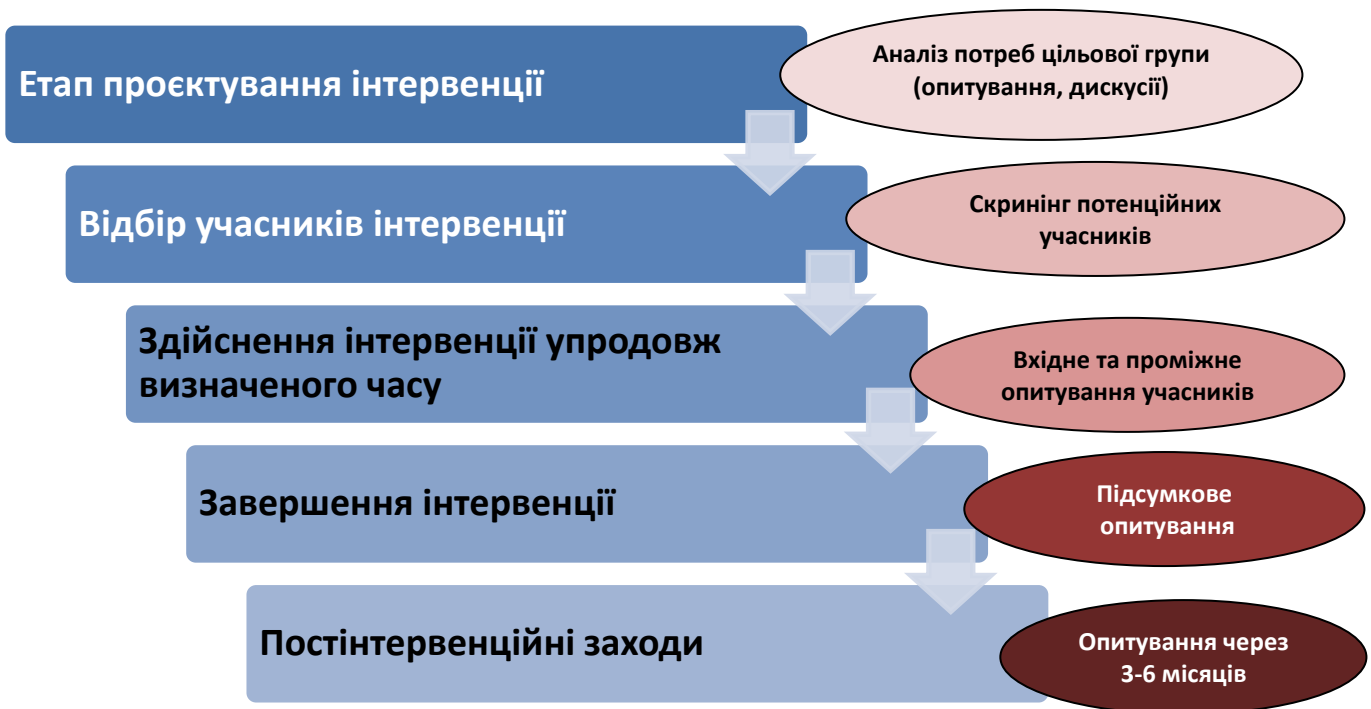 Етап проєктування інтервенції
Аналіз потреб цільової групи
(опитування, дискусії)
Відбір учасників інтервенції
Скринінг потенційних
учасників
Здійснення інтервенції упродовж
визначеного часу
Вхідне та проміжне
опитування учасників
Завершення інтервенції
Підсумкове
опитування
Постінтервенційні заходи
Опитування через
3-6 місяців